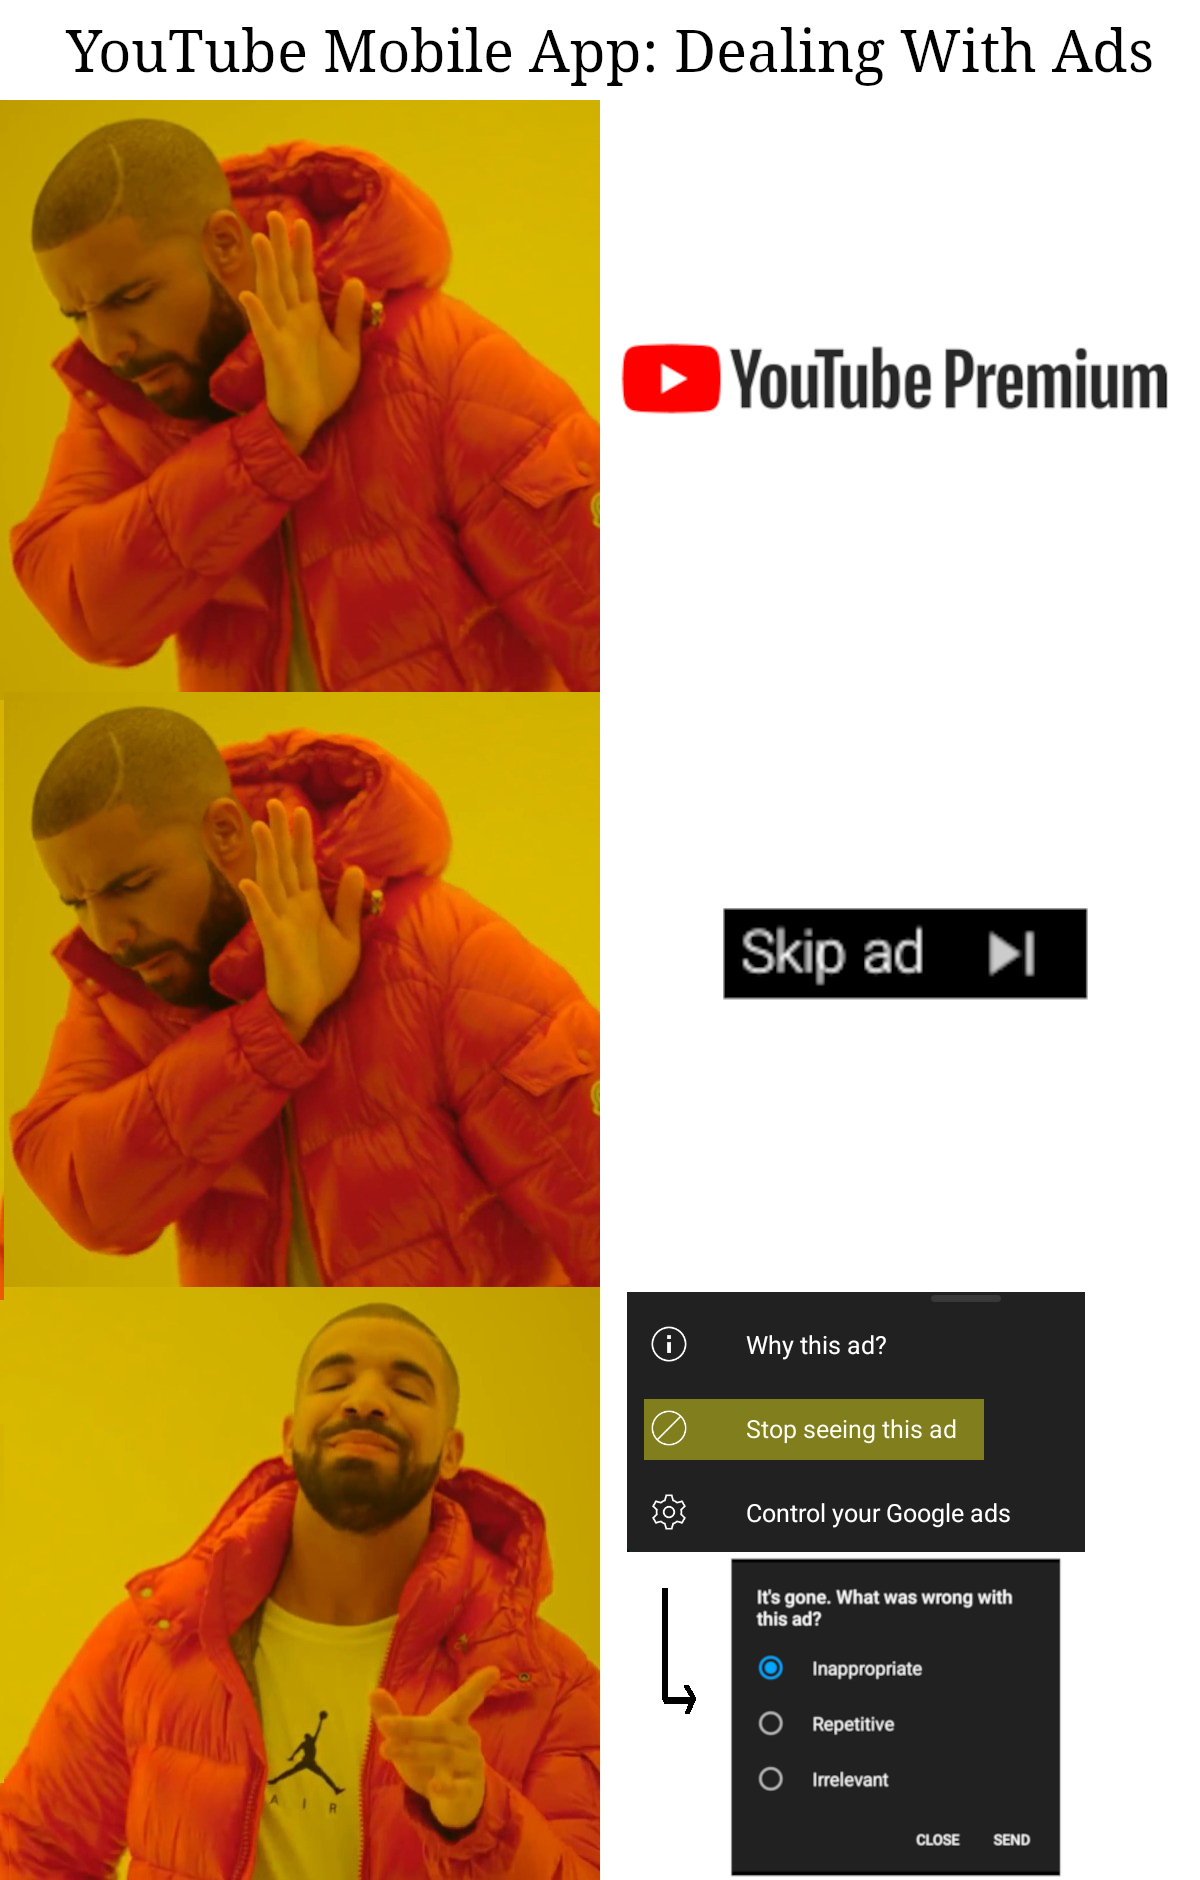 YouTube Mobile App: Dealing With Ads
YouTube Premium
Skip ad
Why this ad?
Stop seeing this ad
Control your Google ads
It's gone. What was wrong with
this ad?
Inappropriate
Repetitive
Irrelevant
CLOSE SEND
AIR